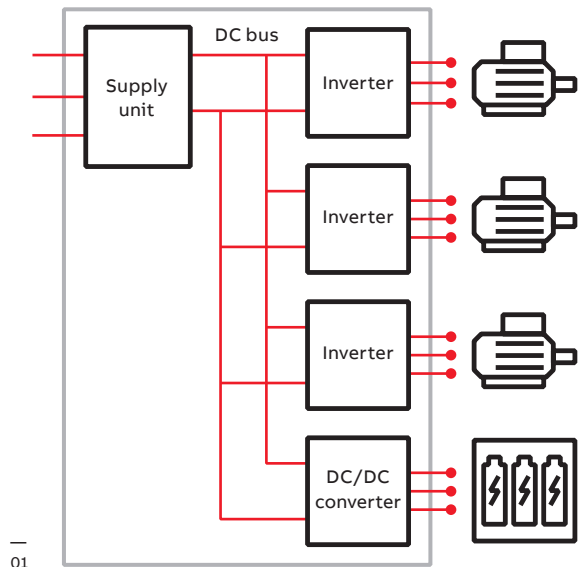 DC bus
Supply
unit
Inverter
Inverter
Inverter
DC/DC
converter
—
01